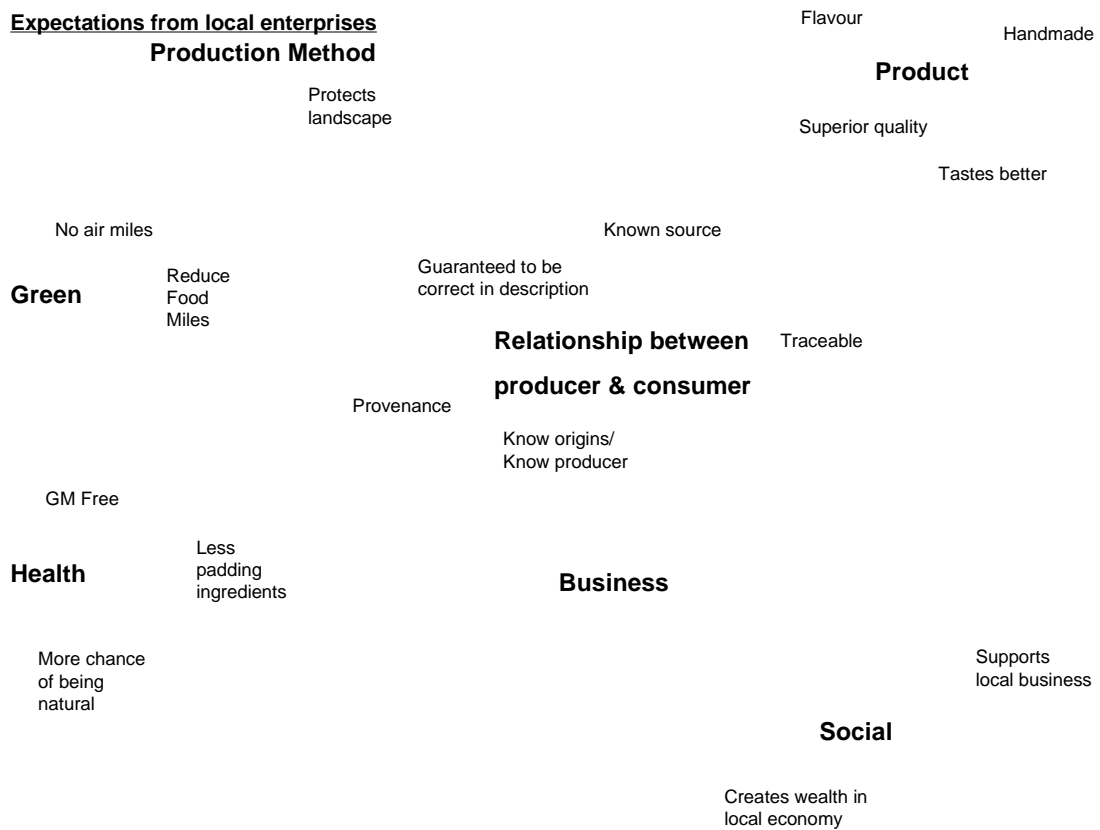 Expectations from local enterprises
Production Method
Flavour
Handmade
Product
Protects
landscape
Superior quality
Tastes better
No air miles
Known source
Green
Reduce
Food
Miles
Guaranteed to be
correct in description
Relationship between
producer & consumer
Traceable
Provenance
Know origins/
Know producer
GM Free
Health
Less
padding
ingredients
Business
More chance
of being
natural
Supports
local business
Social
Creates wealth in
local economy